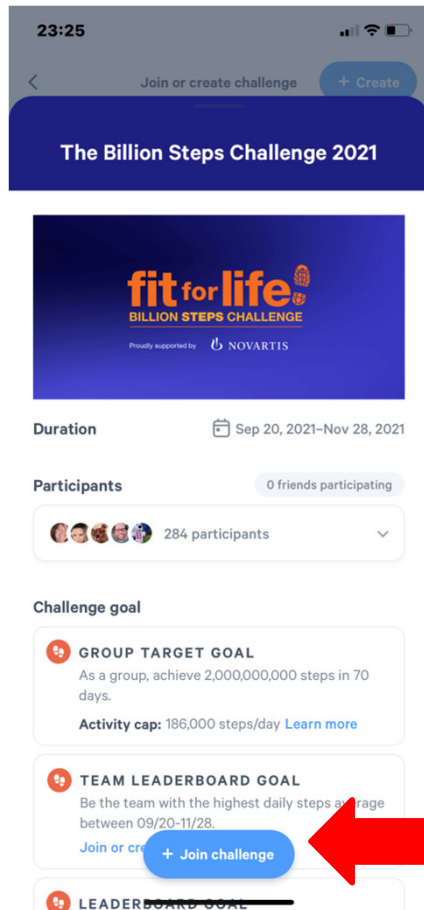 23:25
Join or create challenge
+ Create
The Billion Steps Challenge 2021
fit for life
BILLION STEPS CHALLENGE
Proudly supported by NOVARTIS
Duration
Sep 20, 2021–Nov 28, 2021
Participants
0 friends participating
284 participants
Challenge goal
GROUP TARGET GOAL
As a group, achieve 2,000,000,000 steps in 70
days.
Activity cap: 186,000 steps/day Learn more
TEAM LEADERBOARD GOAL
Be the team with the highest daily steps average
between 09/20-11/28.
Join or cre
+ Join challenge
LEADERBOARD GOAL